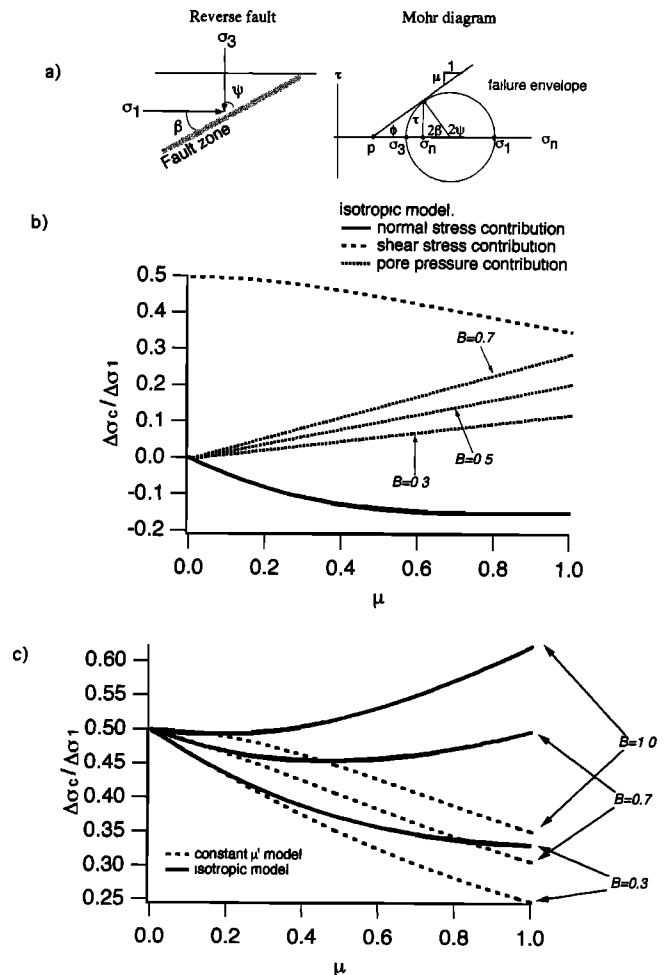 Reverse fault
Mohr diagram
a)
σ3
ψ
σ1
β
Fault zone
τ
1
μ
failure envelope
τ
ϕ
2β
2ψ
p
σ3
σn
σ1
σn
b)
isotropic model.
normal stress contribution
shear stress contribution
pore pressure contribution
0.5
0.4
0.3
0.2
0.1
0.0
-0.1
-0.2
Δσc/Δσ1
B=0.7
B=0 5
B=0 3
0.0 0.2 0.4 0.6 0.8 1.0
μ
c)
0.60
0.55
0.50
0.45
0.40
0.35
0.30
0.25
Δσc/Δσ1
B=1 0
B=0.7
B=0.3
constant μ' model
isotropic model
0.0 0.2 0.4 0.6 0.8 1.0
μ